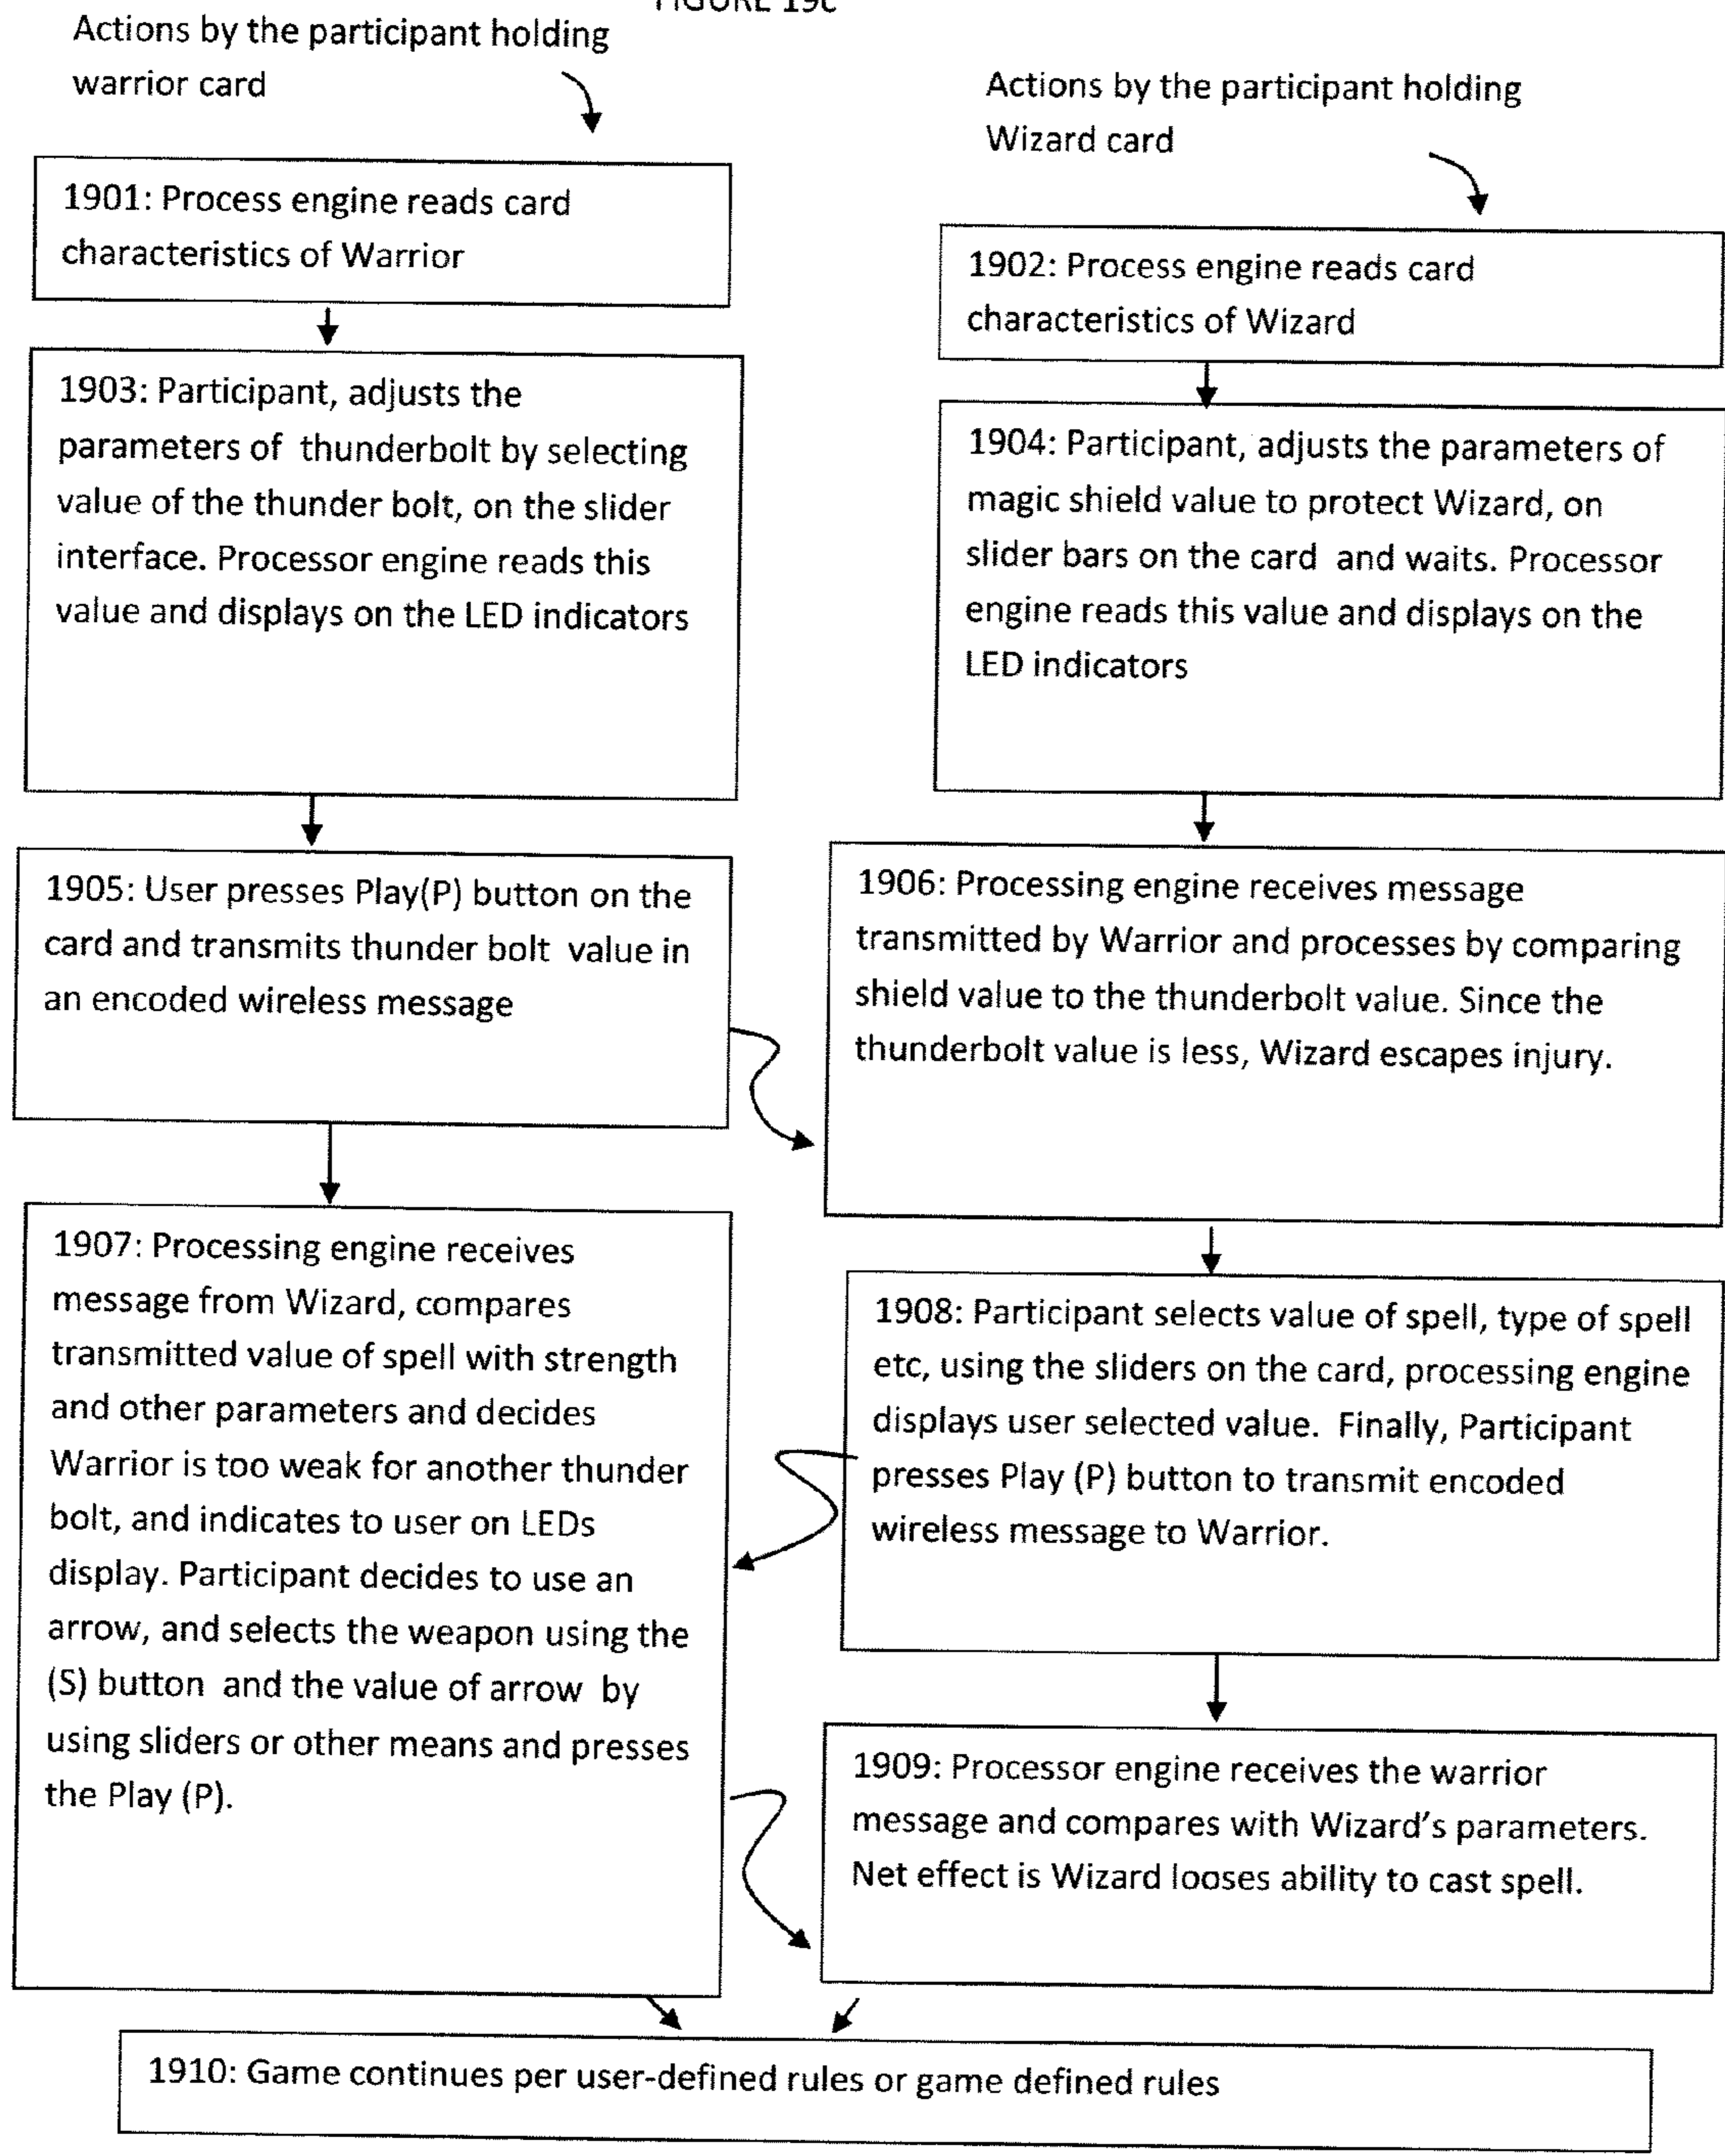 FIGURE 19c
Actions by the participant holding
warrior card
Actions by the participant holding
Wizard card
1901: Process engine reads card
characteristics of Warrior
1902: Process engine reads card
characteristics of Wizard
1903: Participant, adjusts the
parameters of thunderbolt by selecting
value of the thunder bolt, on the slider
interface. Processor engine reads this
value and displays on the LED indicators
1904: Participant, adjusts the parameters of
magic shield value to protect Wizard, on
slider bars on the card and waits. Processor
engine reads this value and displays on the
LED indicators
1905: User presses Play(P) button on the
card and transmits thunder bolt value in
an encoded wireless message
1906: Processing engine receives message
transmitted by Warrior and processes by comparing
shield value to the thunderbolt value. Since the
thunderbolt value is less, Wizard escapes injury.
1907: Processing engine receives
message from Wizard, compares
transmitted value of spell with strength
and other parameters and decides
Warrior is too weak for another thunder
bolt, and indicates to user on LEDs
display. Participant decides to use an
arrow, and selects the weapon using the
(S) button and the value of arrow by
using sliders or other means and presses
the Play (P).
1908: Participant selects value of spell, type of spell
etc, using the sliders on the card, processing engine
displays user selected value. Finally, Participant
presses Play (P) button to transmit encoded
wireless message to Warrior.
1909: Processor engine receives the warrior
message and compares with Wizard's parameters.
Net effect is Wizard looses ability to cast spell.
1910: Game continues per user-defined rules or game defined rules